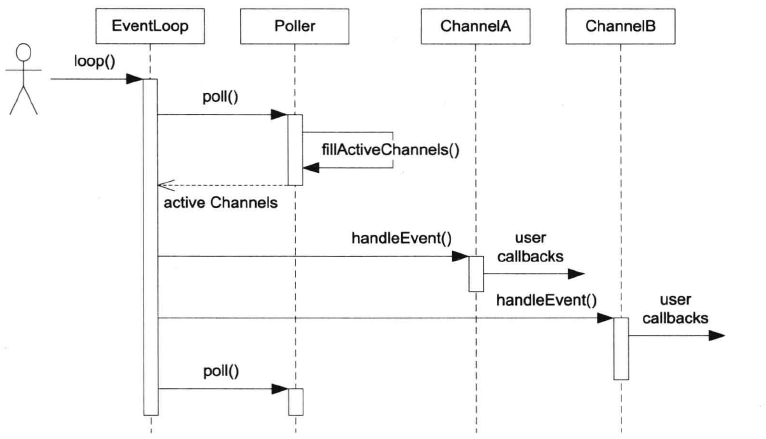 EventLoop
Poller
ChannelA
ChannelB
loop()
poll()
fillActiveChannels()
active Channels
handleEvent()
user
callbacks
handleEvent()
user
callbacks
poll()